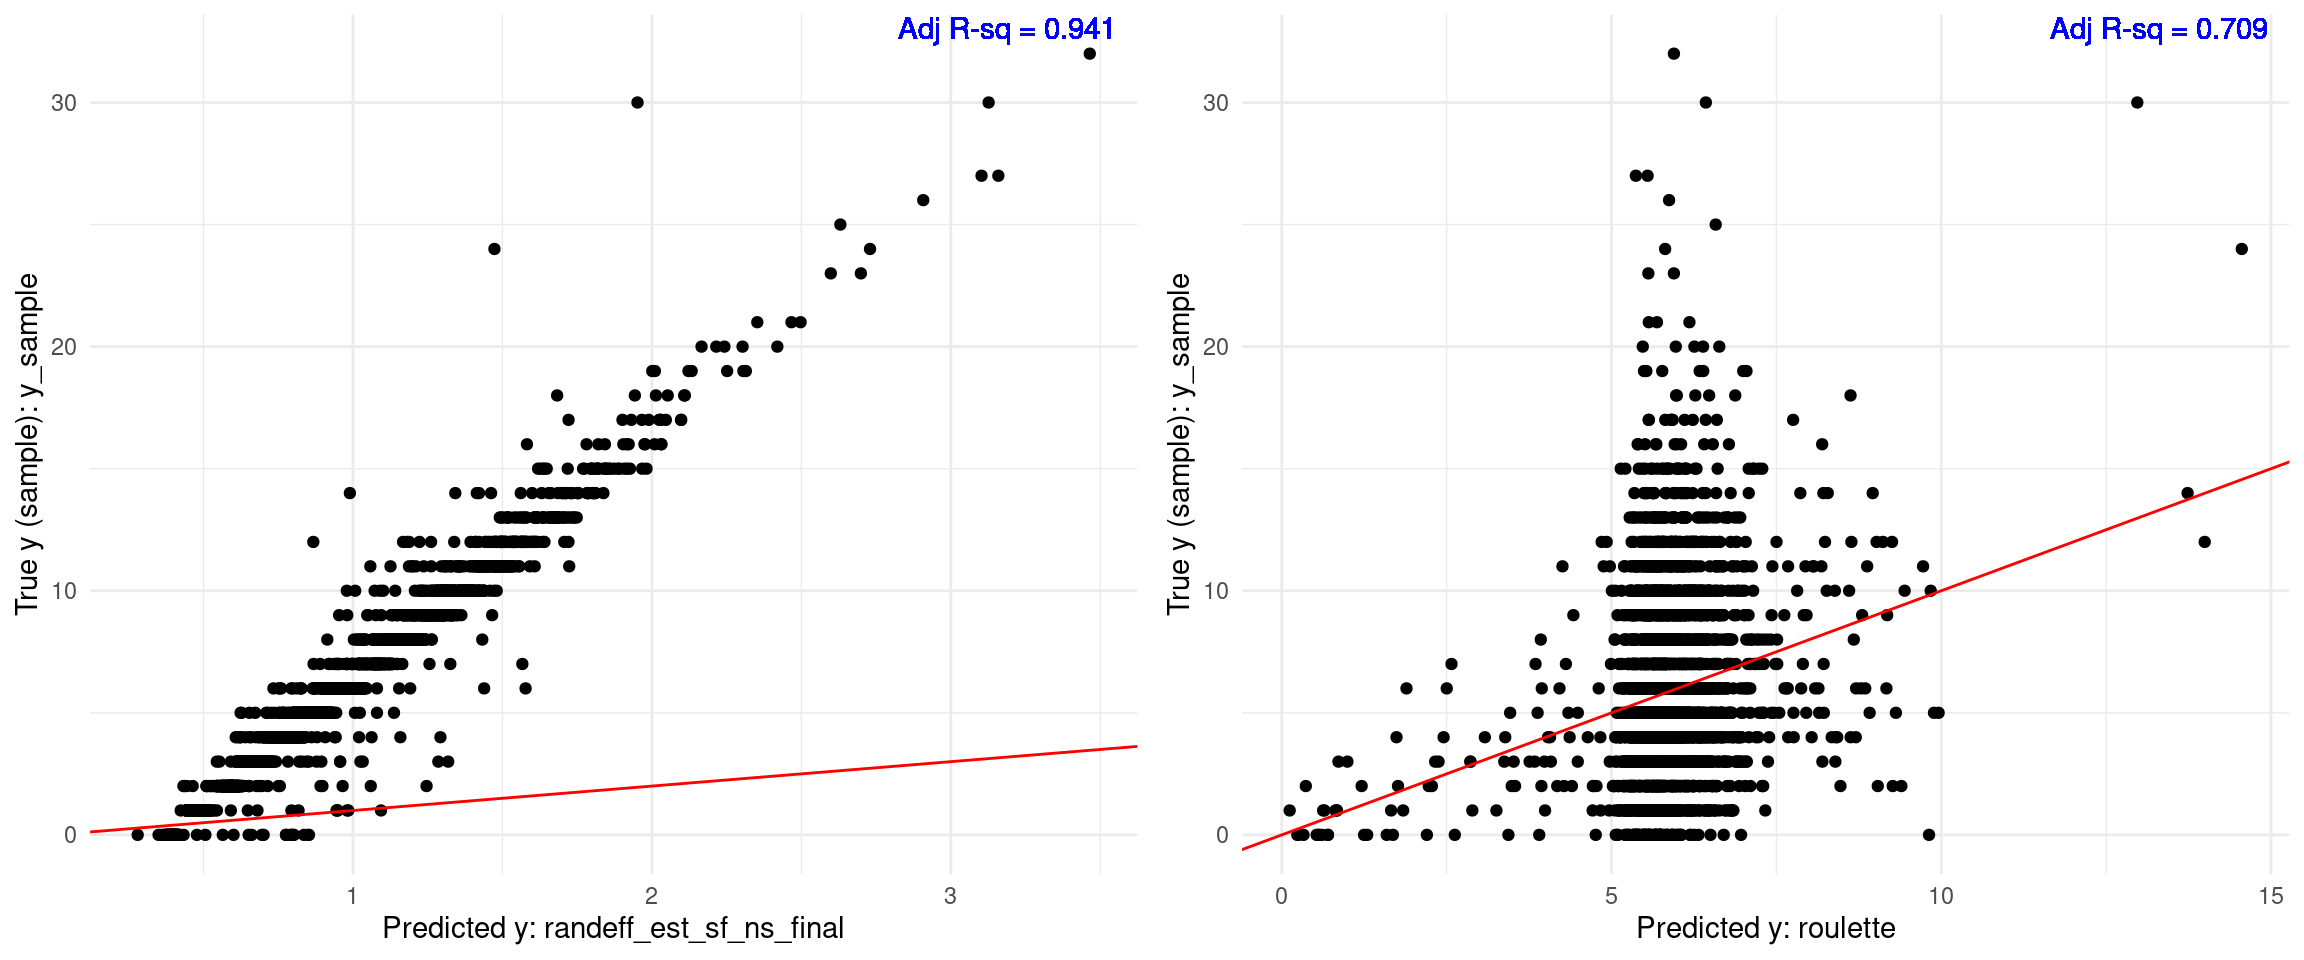 Adj R-sq = 0.941
True y (sample): y_sample
30
20
10
0
1
2
3
Predicted y: randeff_est_sf_ns_final
Adj R-sq = 0.709
True y (sample): y_sample
30
20
10
0
0
5
10
15
Predicted y: roulette